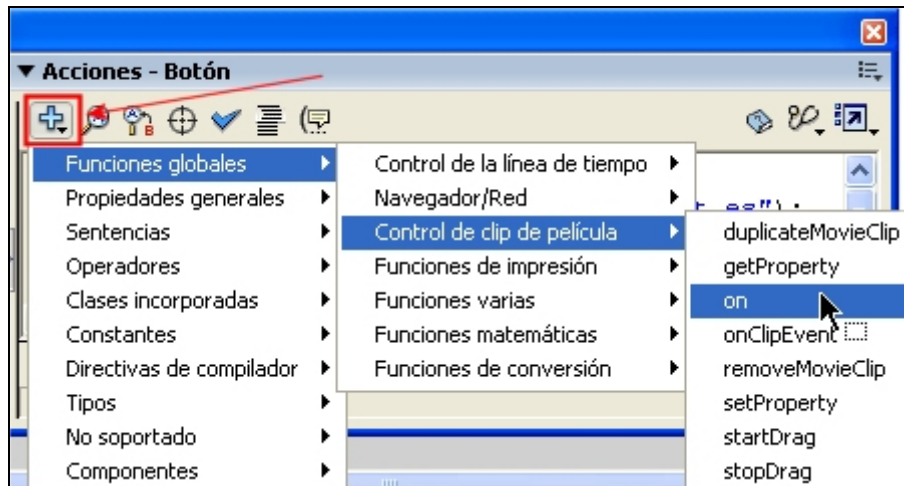 Acciones - Botón
Funciones globales
Propiedades generales
Sentencias
Operadores
Clases incorporadas
Constantes
Directivas de compilador
Tipos
No soportado
Componentes
Control de la línea de tiempo
Navegador/Red
Control de clip de película
Funciones de impresión
Funciones varias
Funciones matemáticas
Funciones de conversión
duplicateMovieClip
getProperty
on
onClipEvent
removeMovieClip
setProperty
startDrag
stopDrag